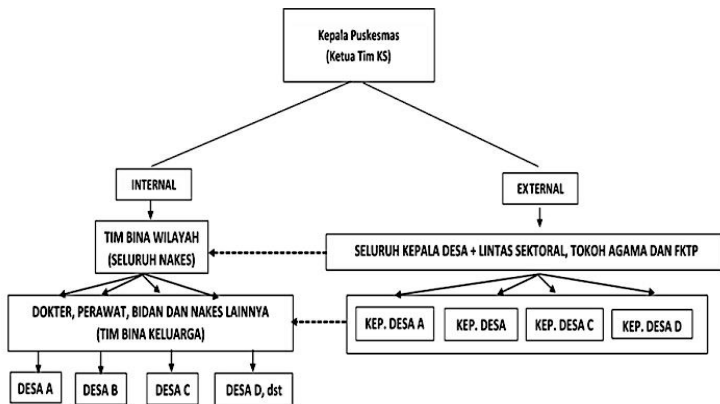 Kepala Puskesmas
(Ketua Tim KS)
INTERNAL
EXTERNAL
TIM BINA WILAYAH
(SELURUH NAKES)
SELURUH KEPALA DESA + LINTAS SEKTORAL, TOKOH AGAMA DAN FKTP
DOKTER, PERAWAT, BIDAN DAN NAKES LAINNYA
(TIM BINA KELUARGA)
KEP. DESA A
KEP. DESA
KEP. DESA C
KEP. DESA D
DESA A
DESA B
DESA C
DESA D, dst